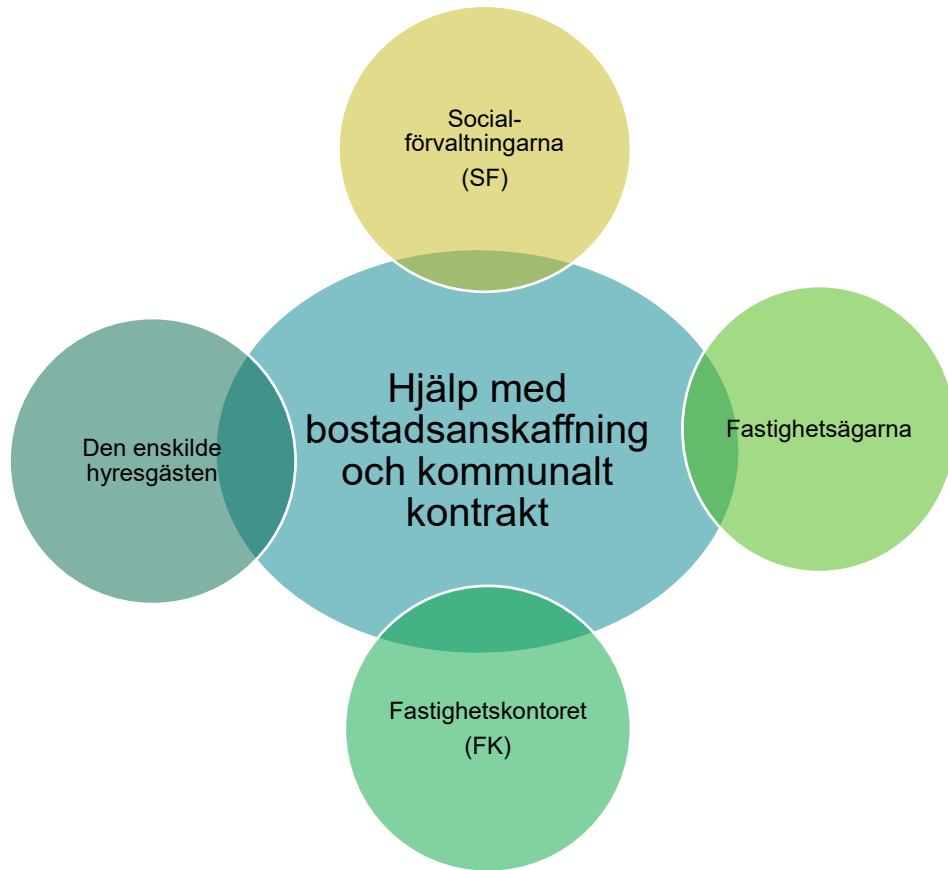 Social-
förvaltningarna
(SF)
Hjälp med
bostadsanskaffning
och kommunalt
kontrakt
Den enskilde
hyresgästen
Fastighetsägarna
Fastighetskontoret
(FK)